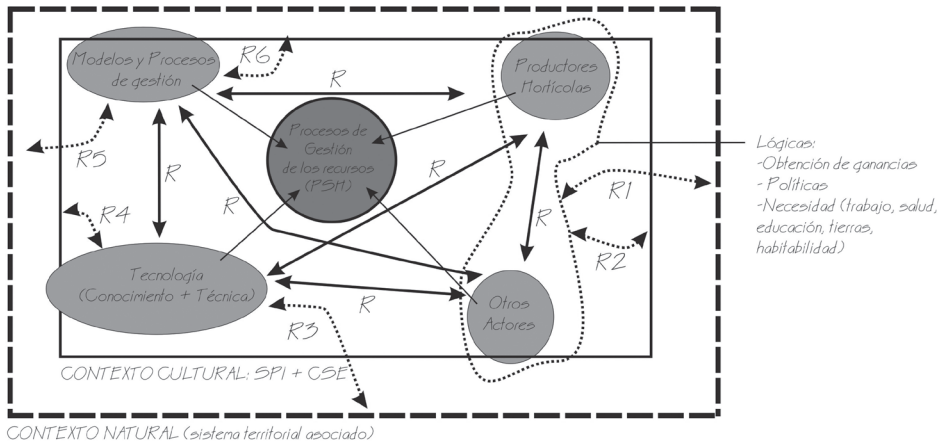 Modelos y Procesos
de gestión
R6
R
Productores
Hortícolas
Procesos de
Gestión
de los recursos
(PSH)
Lógicas:
-Obtención de ganancias
- Políticas
-Necesidad (trabajo, salud,
educación, tierras,
habitabilidad)
R5
R
R
R1
R4
R
R
R2
Tecnología
(Conocimiento + Técnica)
R
R3
Otros
Actores
CONTEXTO CULTURAL: SPI + CSE
CONTEXTO NATURAL (sistema territorial asociado)